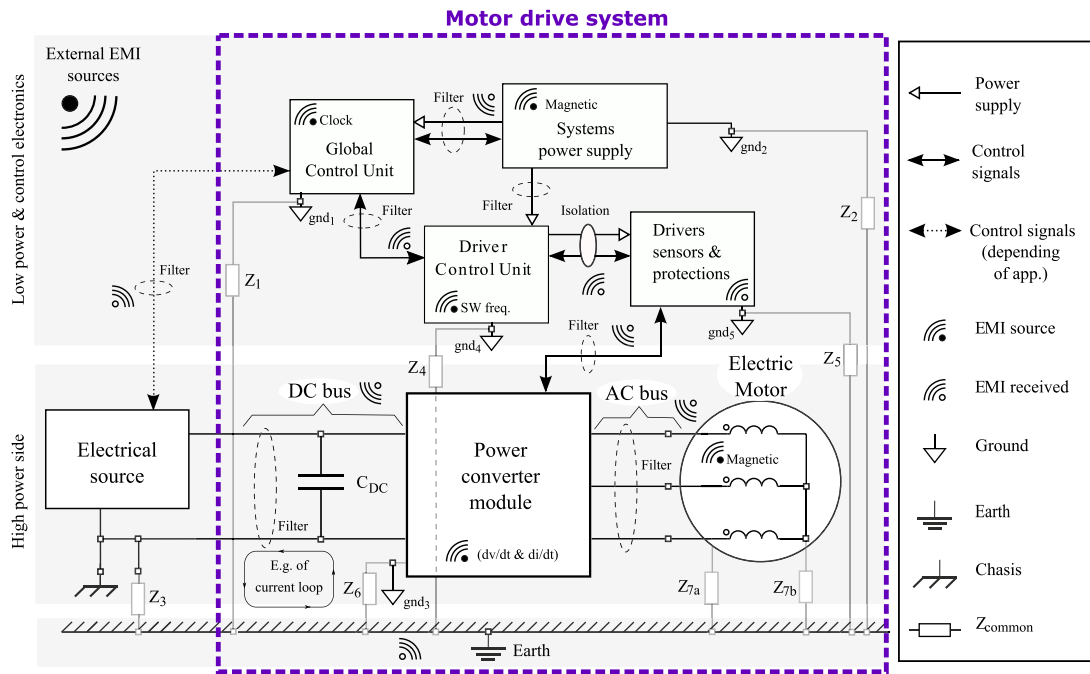 Motor drive system
External EMI
sources
Low power & control electronics
High power side
Filter
Clock
Global
Control Unit
Filter
Magnetic
Systems
power supply
gnd2
gnd1
Filter
Filter
Isolation
Z2
Z1
Driver
Control Unit
SW freq.
Drivers
sensors &
protections
gnd4
gnd5
Filter
Z4
Z5
Electric
Motor
DC bus
AC bus
Electrical
source
CDC
Filter
Power
converter
module
(dv/dt & di/dt)
Filter
Magnetic
E.g. of
current loop
Z3
Z6
gnd3
Z7a
Z7b
Earth
Power
supply
Control
signals
Control signals
(depending
of app.)
EMI source
EMI received
Ground
Earth
Chasis
Zcommon